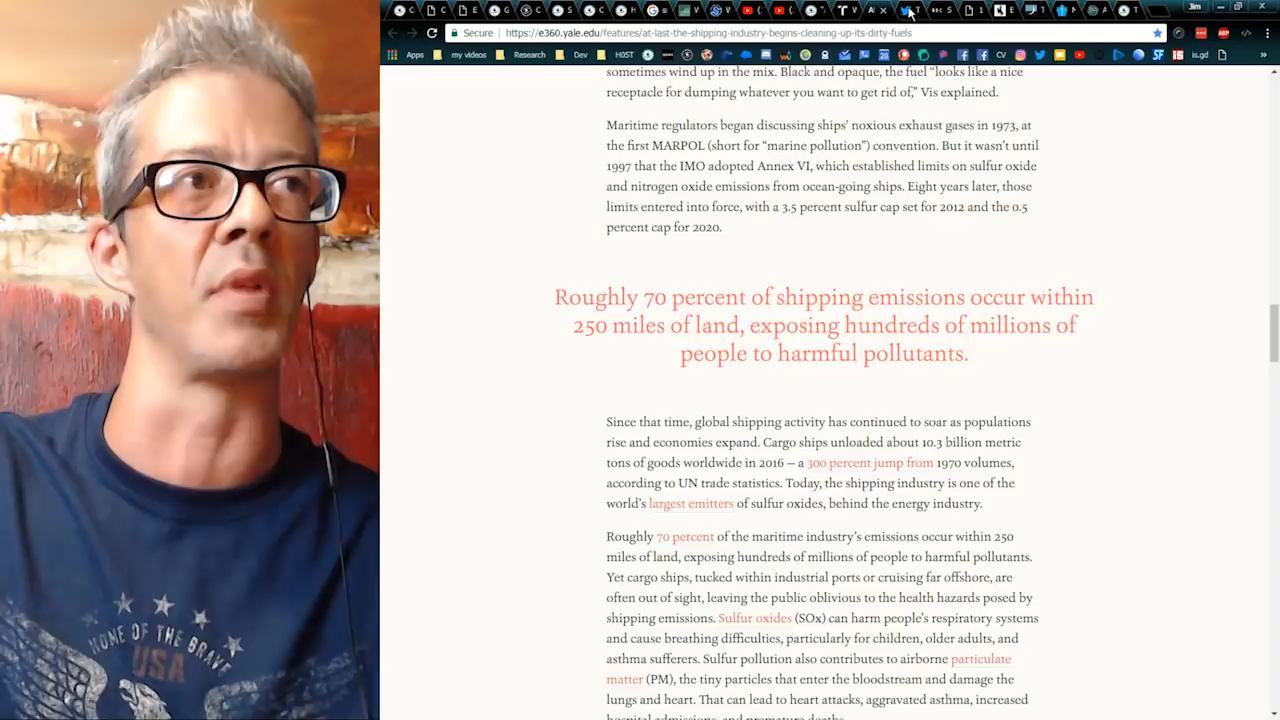 Jim
Secure
https://e360.yale.edu/features/at-last-the-shipping-industry-begins-cleaning-up-its-dirty-fuels
Apps
my videos
Research
Dev
H0ST
CV
is.gd
sometimes wind up in the mix. Black and opaque, the fuel “looks like a nice
receptacle for dumping whatever you want to get rid of,” Vis explained.
Maritime regulators began discussing ships’ noxious exhaust gases in 1973, at
the first MARPOL (short for “marine pollution”) convention. But it wasn’t until
1997 that the IMO adopted Annex VI, which established limits on sulfur oxide
and nitrogen oxide emissions from ocean-going ships. Eight years later, those
limits entered into force, with a 3.5 percent sulfur cap set for 2012 and the 0.5
percent cap for 2020.
Roughly 70 percent of shipping emissions occur within
250 miles of land, exposing hundreds of millions of
people to harmful pollutants.
Since that time, global shipping activity has continued to soar as populations
rise and economies expand. Cargo ships unloaded about 10.3 billion metric
tons of goods worldwide in 2016 — a 300 percent jump from 1970 volumes,
according to UN trade statistics. Today, the shipping industry is one of the
world’s largest emitters of sulfur oxides, behind the energy industry.
Roughly 70 percent of the maritime industry’s emissions occur within 250
miles of land, exposing hundreds of millions of people to harmful pollutants.
Yet cargo ships, tucked within industrial ports or cruising far offshore, are
often out of sight, leaving the public oblivious to the health hazards posed by
shipping emissions. Sulfur oxides (SOx) can harm people’s respiratory systems
and cause breathing difficulties, particularly for children, older adults, and
asthma sufferers. Sulfur pollution also contributes to airborne particulate
matter (PM), the tiny particles that enter the bloodstream and damage the
lungs and heart. That can lead to heart attacks, aggravated asthma, increased
hospital admissions, and premature deaths.
HOME OF THE BRAVE
USA